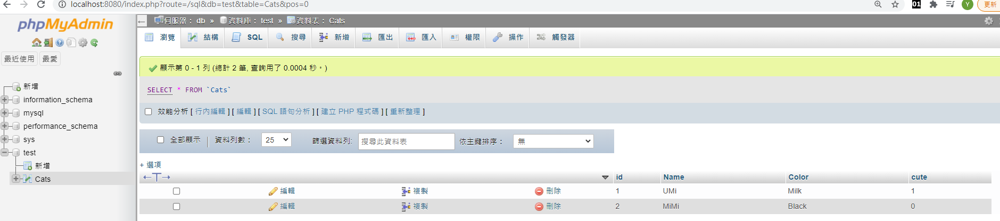 localhost:8080/index.php?route=/sql&db=test&table=Cats&pos=0
01
Y
更新
phpMyAdmin
最近使用
最愛
新增
information_schema
mysql
performance_schema
sys
test
新增
Cats
伺服器： db » 資料庫： test » 資料表： Cats
瀏覽 結構 SQL 搜尋 新增 匯出 匯入 權限 操作 觸發器
顯示第 0 - 1 列 (總計 2 筆, 查詢用了 0.0004 秒。)
SELECT * FROM `Cats`
效能分析 [ 行內編輯 ] [ 編輯 ] [ SQL 語句分析 ] [ 建立 PHP 程式碼 ] [ 重新整理 ]
全部顯示 資料列數： 25 篩選資料列: 搜尋此資料表 依主鍵排序： 無
+ 選項
←T→ id Name Color cute
編輯 複製 刪除 1 UMi Milk 1
編輯 複製 刪除 2 MiMi Black 0